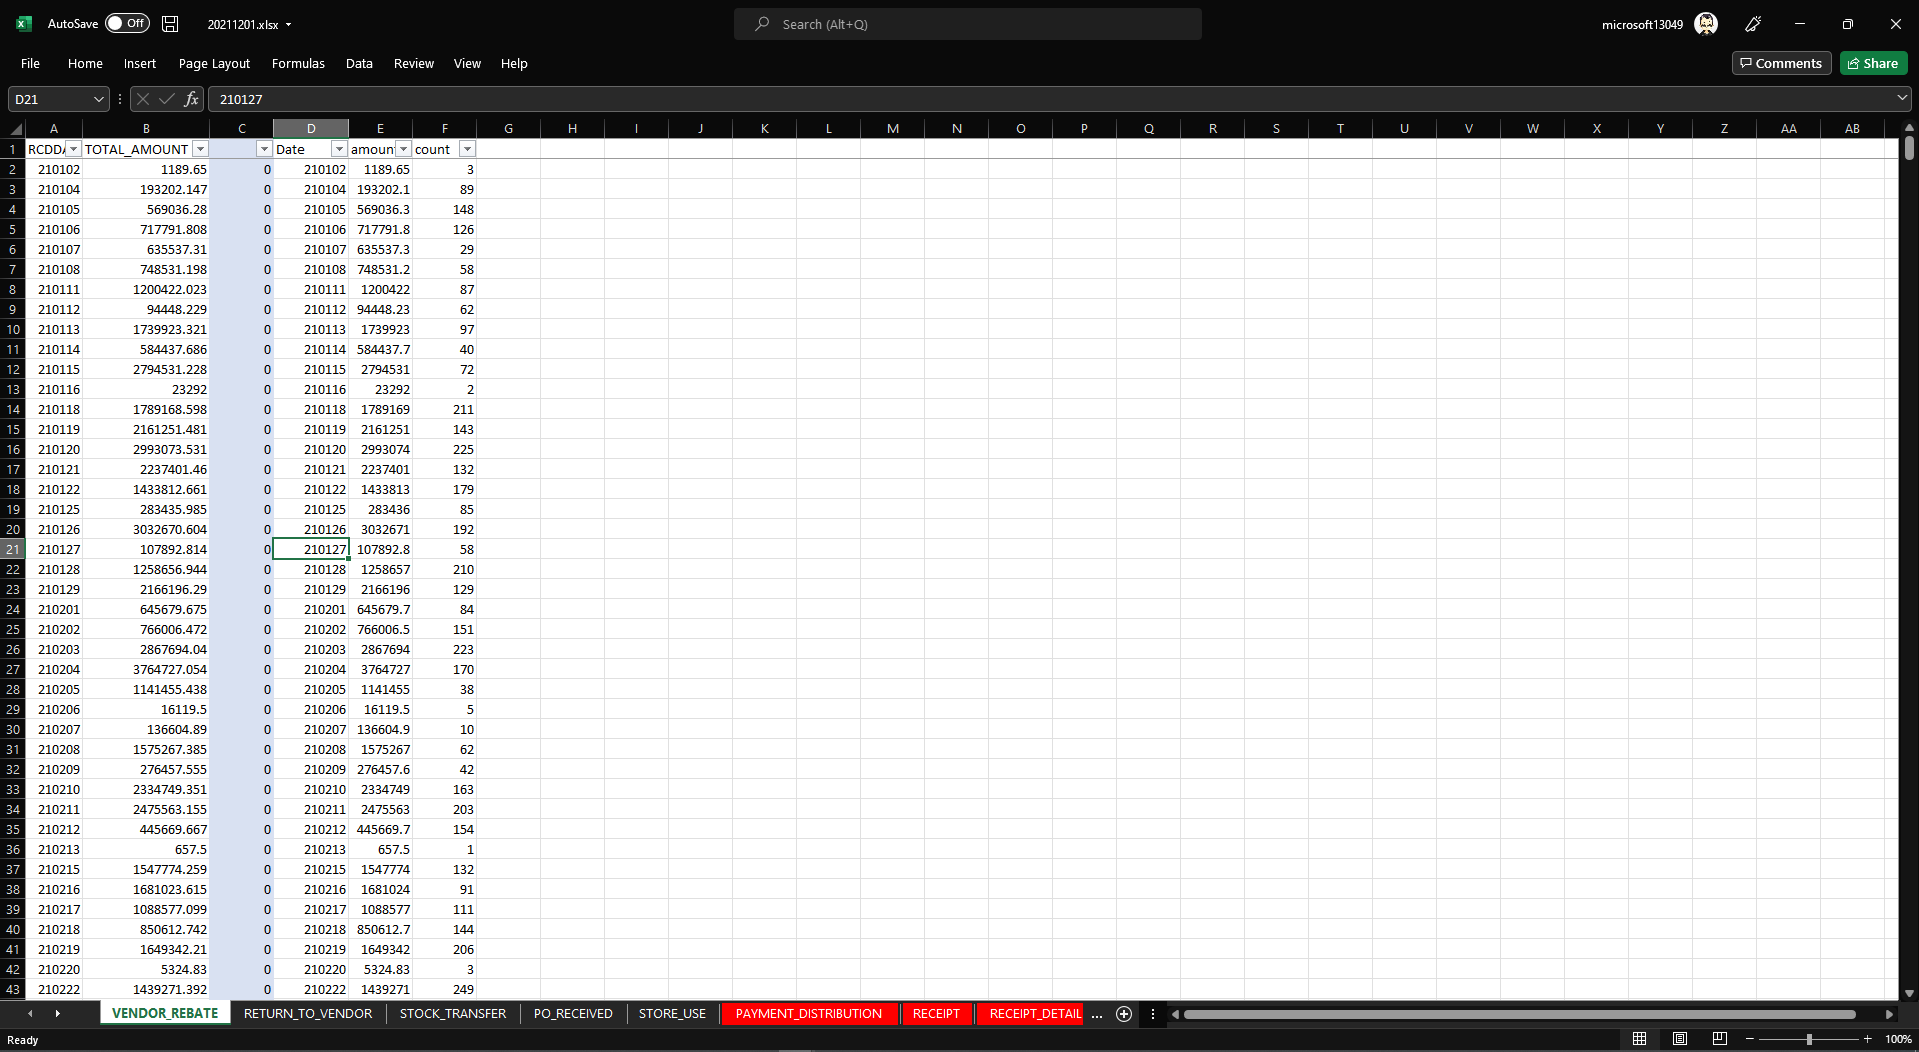 AutoSave Off 20211201.xlsx Search (Alt+Q) microsoft13049
File Home Insert Page Layout Formulas Data Review View Help Comments Share
D21 fx 210127
A B C D E F G H I J K L M N O P Q R S T U V W X Y Z AA AB
1 RCDDA TOTAL_AMOUNT Date amount count
2 210102 1189.65 0 210102 1189.65 3
3 210104 193202.147 0 210104 193202.1 89
4 210105 569036.28 0 210105 569036.3 148
5 210106 717791.808 0 210106 717791.8 126
6 210107 635537.31 0 210107 635537.3 29
7 210108 748531.198 0 210108 748531.2 58
8 210111 1200422.023 0 210111 1200422 87
9 210112 94448.229 0 210112 94448.23 62
10 210113 1739923.321 0 210113 1739923 97
11 210114 584437.686 0 210114 584437.7 40
12 210115 2794531.228 0 210115 2794531 72
13 210116 23292 0 210116 23292 2
14 210118 1789168.598 0 210118 1789169 211
15 210119 2161251.481 0 210119 2161251 143
16 210120 2993073.531 0 210120 2993074 225
17 210121 2237401.46 0 210121 2237401 132
18 210122 1433812.661 0 210122 1433813 179
19 210125 283435.985 0 210125 283436 85
20 210126 3032670.604 0 210126 3032671 192
21 210127 107892.814 0 210127 107892.8 58
22 210128 1258656.944 0 210128 1258657 210
23 210129 2166196.29 0 210129 2166196 129
24 210201 645679.675 0 210201 645679.7 84
25 210202 766006.472 0 210202 766006.5 151
26 210203 2867694.04 0 210203 2867694 223
27 210204 3764727.054 0 210204 3764727 170
28 210205 1141455.438 0 210205 1141455 38
29 210206 16119.5 0 210206 16119.5 5
30 210207 136604.89 0 210207 136604.9 10
31 210208 1575267.385 0 210208 1575267 62
32 210209 276457.555 0 210209 276457.6 42
33 210210 2334749.351 0 210210 2334749 163
34 210211 2475563.155 0 210211 2475563 203
35 210212 445669.667 0 210212 445669.7 154
36 210213 657.5 0 210213 657.5 1
37 210215 1547774.259 0 210215 1547774 132
38 210216 1681023.615 0 210216 1681024 91
39 210217 1088577.099 0 210217 1088577 111
40 210218 850612.742 0 210218 850612.7 144
41 210219 1649342.21 0 210219 1649342 206
42 210220 5324.83 0 210220 5324.83 3
43 210222 1439271.392 0 210222 1439271 249
VENDOR_REBATE RETURN_TO_VENDOR STOCK_TRANSFER PO_RECEIVED STORE_USE PAYMENT_DISTRIBUTION RECEIPT RECEIPT_DETAIL ...
Ready 100%